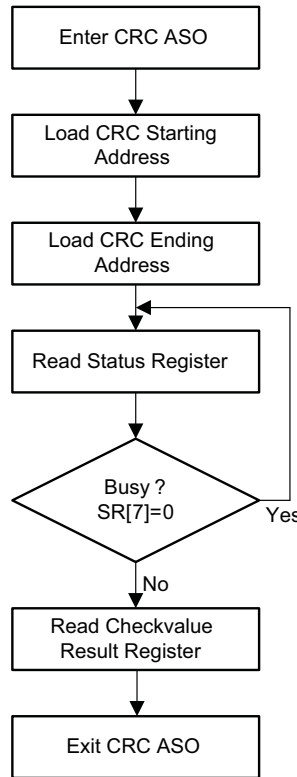 Enter CRC ASO
Load CRC Starting
Address
Load CRC Ending
Address
Read Status Register
Busy ?
SR[7]=0
Yes
No
Read Checkvalue
Result Register
Exit CRC ASO